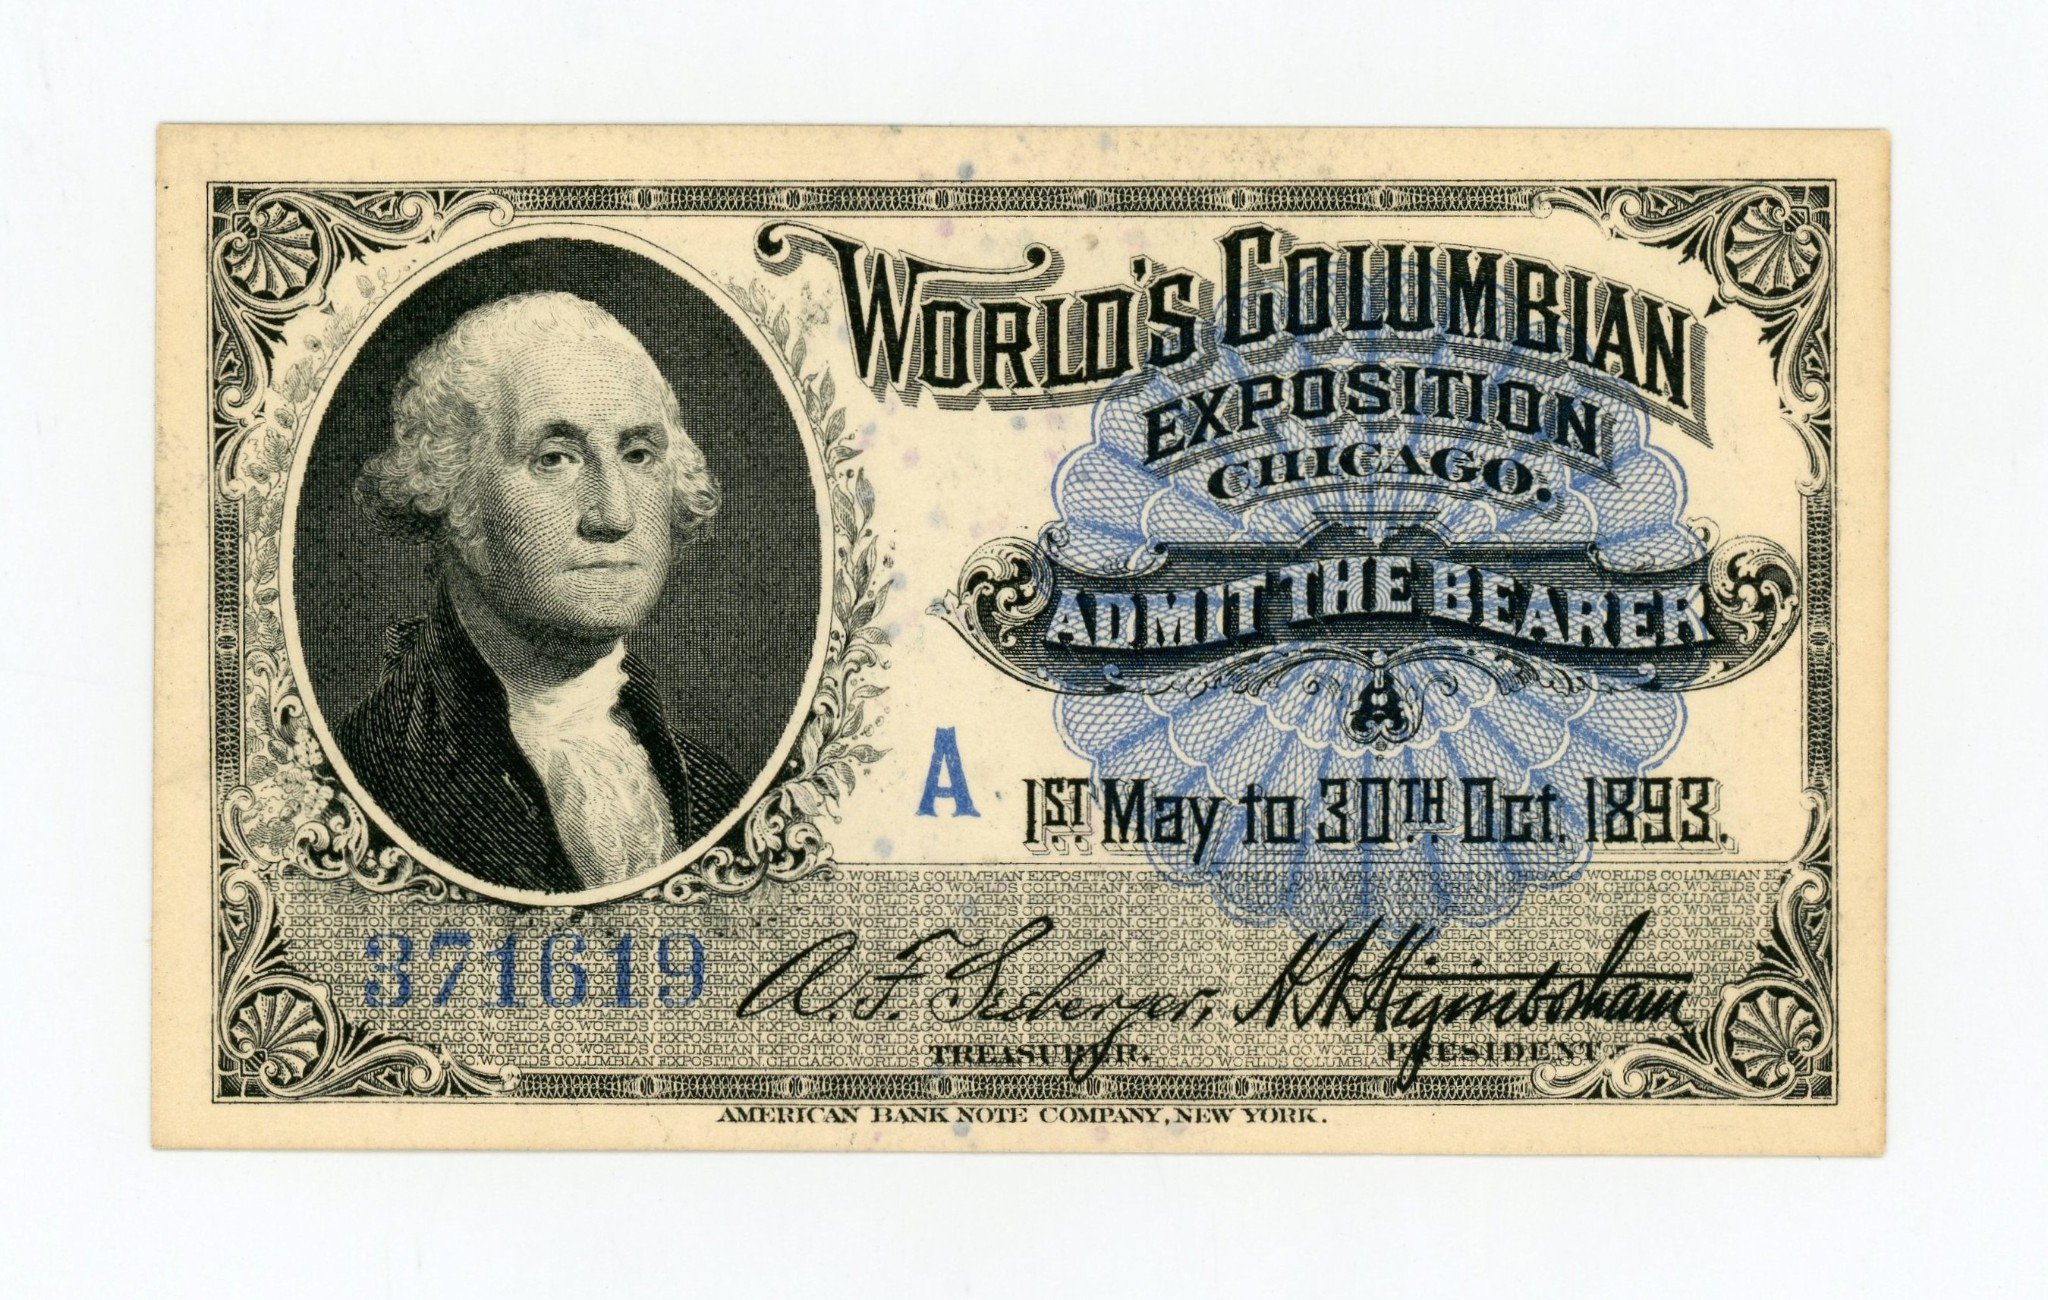 WORLD'S COLUMBIAN
EXPOSITION
CHICAGO.
ADMIT THE BEARER
A
A
1ST May to 30TH Oct. 1893.
371619
A. F. Seeberger,
TREASURER.
H. N. Higinbotham
PRESIDENT
AMERICAN BANK NOTE COMPANY, NEW YORK.